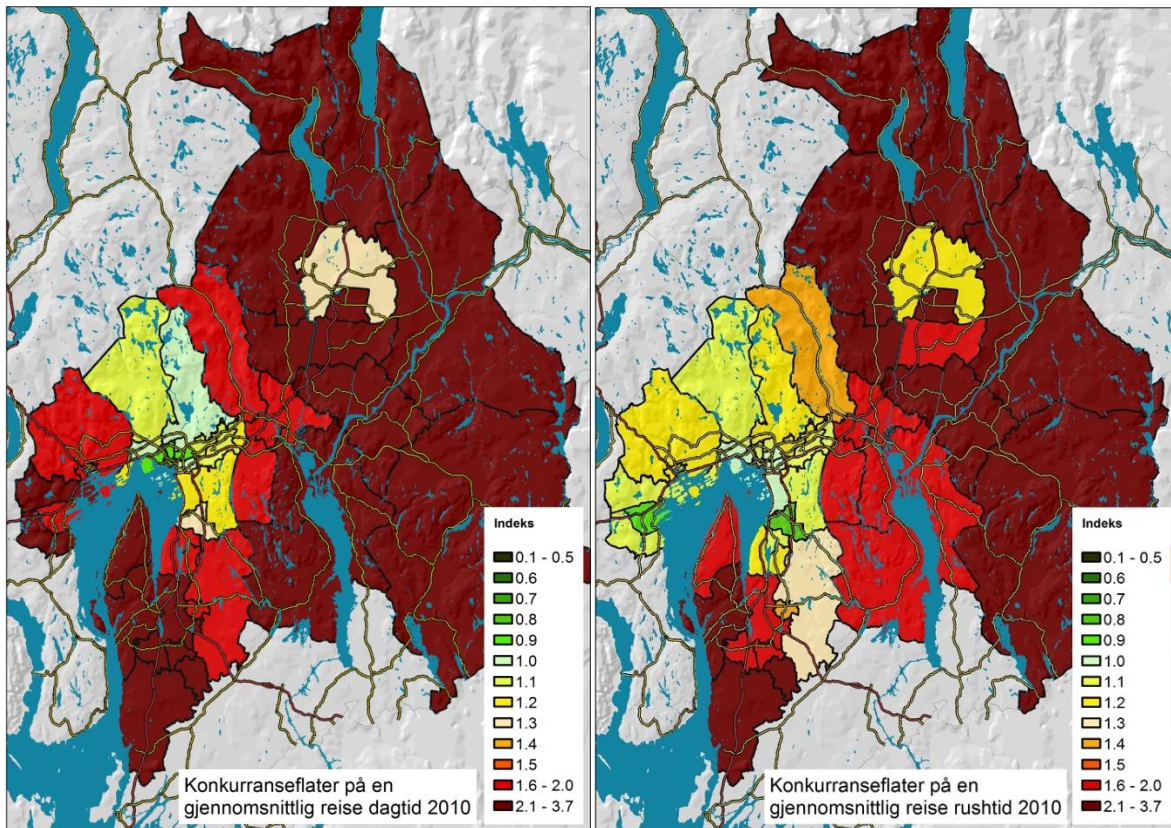 Indeks
0.1 - 0.5
0.6
0.7
0.8
0.9
1.0
1.1
1.2
1.3
1.4
1.5
1.6 - 2.0
2.1 - 3.7
Konkurranseflater på en
gjennomsnittlig reise dagtid 2010
Indeks
0.1 - 0.5
0.6
0.7
0.8
0.9
1.0
1.1
1.2
1.3
1.4
1.5
1.6 - 2.0
2.1 - 3.7
Konkurranseflater på en
gjennomsnittlig reise rushtid 2010